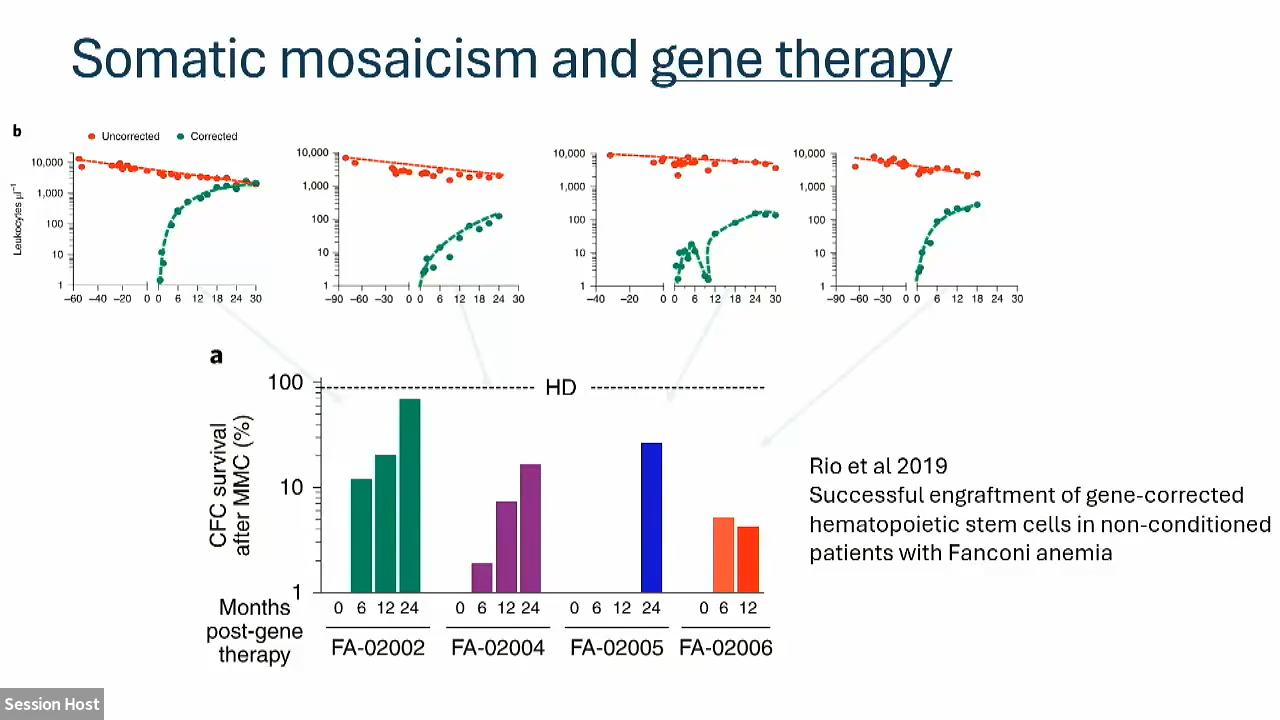 Somatic mosaicism and gene therapy
b
Uncorrected Corrected
Leukocytes µl⁻¹
10,000
1,000
100
10
1
−60 −40 −20 0 0 6 12 18 24 30
10,000
1,000
100
10
1
−90 −60 −30 0 0 6 12 18 24 30
10,000
1,000
100
10
1
−40 −20 0 0 6 12 18 24 30
10,000
1,000
100
10
1
−90 −60 −30 0 0 6 12 18 24 30
a
CFC survival
after MMC (%)
100
10
1
HD
Months
post-gene
therapy
0 6 12 24
0 6 12 24
0 6 12 24
0 6 12
FA-02002 FA-02004 FA-02005 FA-02006
Rio et al 2019
Successful engraftment of gene-corrected
hematopoietic stem cells in non-conditioned
patients with Fanconi anemia
Session Host